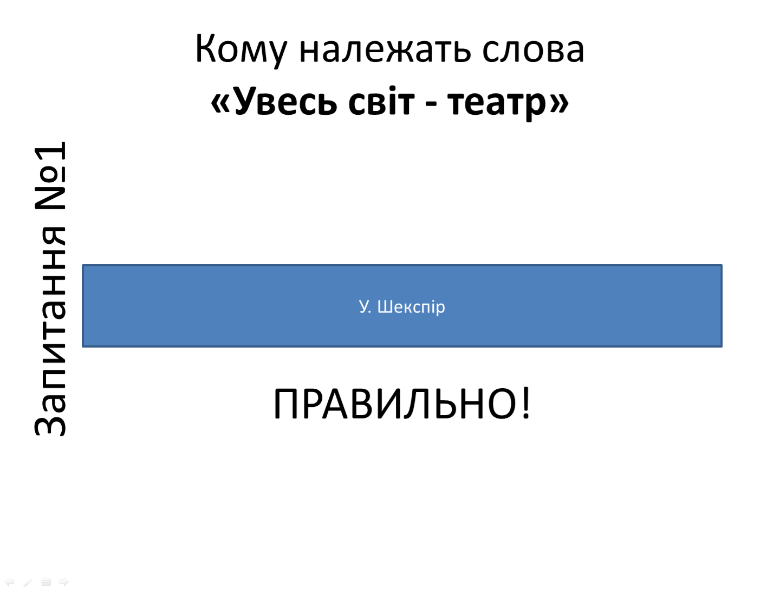 Кому належать слова
«Увесь світ - театр»
Запитання №1
У. Шекспір
ПРАВИЛЬНО!